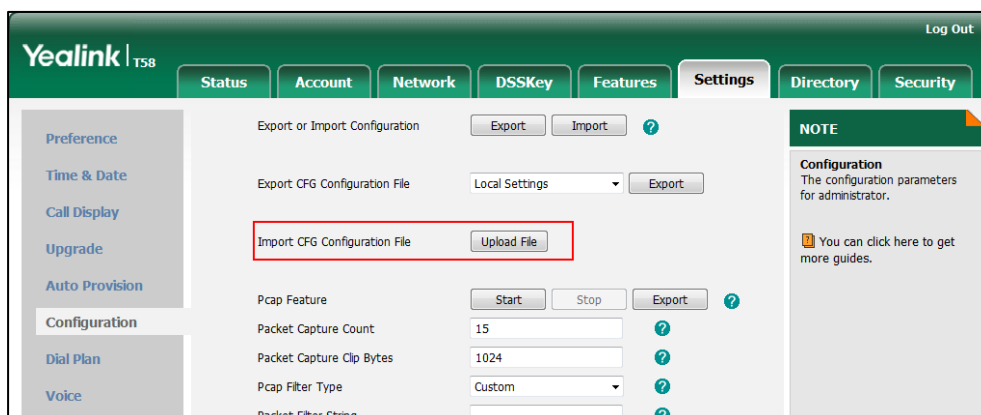 Log Out
Yealink T58
Status Account Network DSSKey Features Settings Directory Security
Preference
Time & Date
Call Display
Upgrade
Auto Provision
Configuration
Dial Plan
Voice
Export or Import Configuration Export Import ?
Export CFG Configuration File Local Settings Export
Import CFG Configuration File Upload File
Pcap Feature Start Stop Export ?
Packet Capture Count 15 ?
Packet Capture Clip Bytes 1024 ?
Pcap Filter Type Custom ?
Packet Filter String ?
NOTE
Configuration
The configuration parameters
for administrator.
? You can click here to get
more guides.